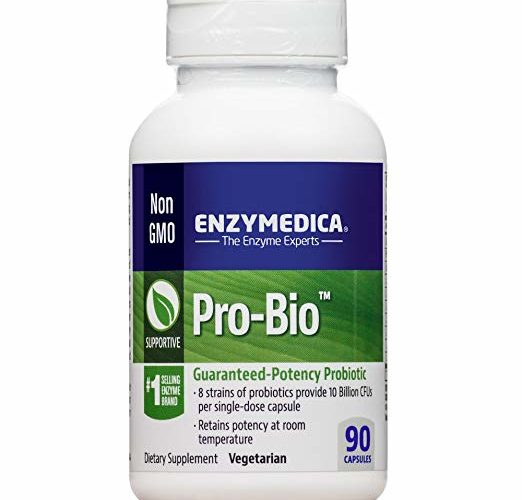 Non
GMO
ENZYMEDICA®
The Enzyme Experts
SUPPORTIVE
Pro-Bio™
#1 SELLING
ENZYME
BRAND
Guaranteed-Potency Probiotic
· 8 strains of probiotics provide 10 Billion CFUs
per single-dose capsule
· Retains potency at room
temperature
Dietary Supplement Vegetarian
90
CAPSULES